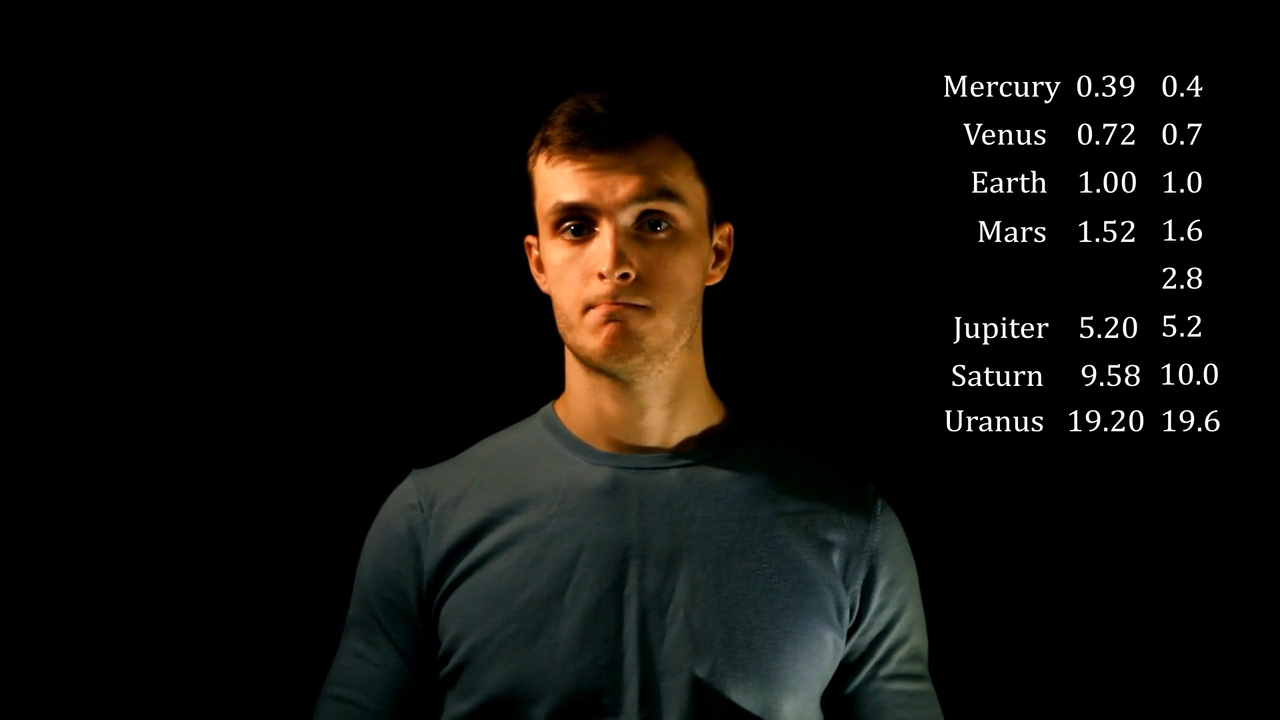 Mercury 0.39 0.4
Venus 0.72 0.7
Earth 1.00 1.0
Mars 1.52 1.6
2.8
Jupiter 5.20 5.2
Saturn 9.58 10.0
Uranus 19.20 19.6